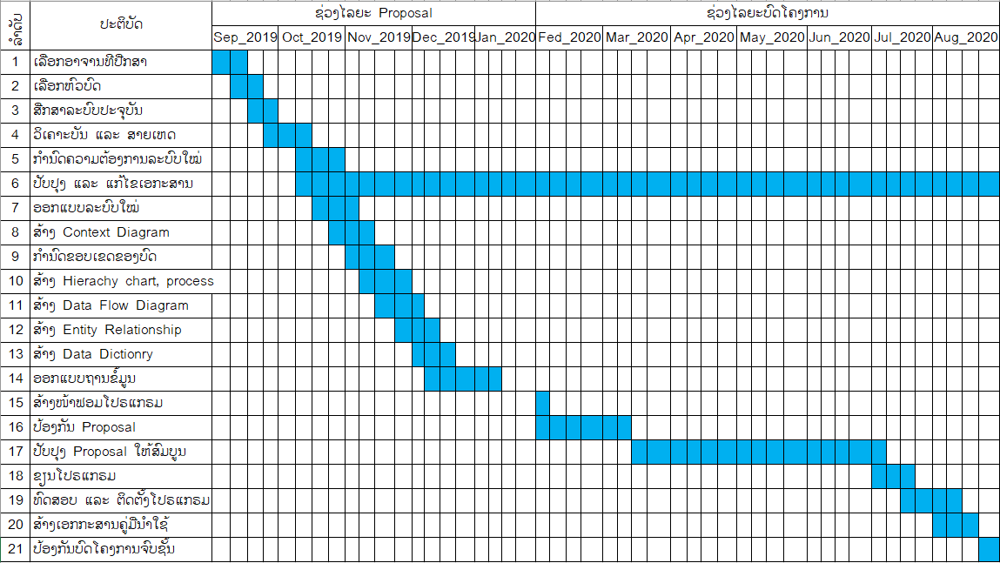 ລຳດັບ ປະຕິບັດ ຊ່ວງໄລຍະ Proposal ຊ່ວງໄລຍະບົດໂຄງການ
Sep_2019 Oct_2019 Nov_2019 Dec_2019 Jan_2020 Fed_2020 Mar_2020 Apr_2020 May_2020 Jun_2020 Jul_2020 Aug_2020
1 ເລືອກອາຈານທີ່ປຶກສາ
2 ເລືອກຫົວບົດ
3 ສຶກສາລະບົບປະຈຸບັນ
4 ວິເຄາະບັນ ແລະ ສາຍເຫດ
5 ກຳນົດຄວາມຕ້ອງການລະບົບໃໝ່
6 ປັບປຸງ ແລະ ແກ້ໄຂເອກະສານ
7 ອອກແບບລະບົບໃໝ່
8 ສ້າງ Context Diagram
9 ກຳນົດຂອບເຂດຂອງບົດ
10 ສ້າງ Hierachy chart, process
11 ສ້າງ Data Flow Diagram
12 ສ້າງ Entity Relationship
13 ສ້າງ Data Dictionry
14 ອອກແບບຖານຂໍ້ມູນ
15 ສ້າງໜ້າຟອມໂປຣແກຣມ
16 ປ້ອງກັນ Proposal
17 ປັບປຸງ Proposal ໃຫ້ສົມບູນ
18 ຂຽນໂປຣແກຣມ
19 ທົດສອບ ແລະ ຕິດຕັ້ງໂປຣແກຣມ
20 ສ້າງເອກກະສານຄູ່ມືນຳໃຊ້
21 ປ້ອງກັນບົດໂຄງການຈົບຊັ້ນ